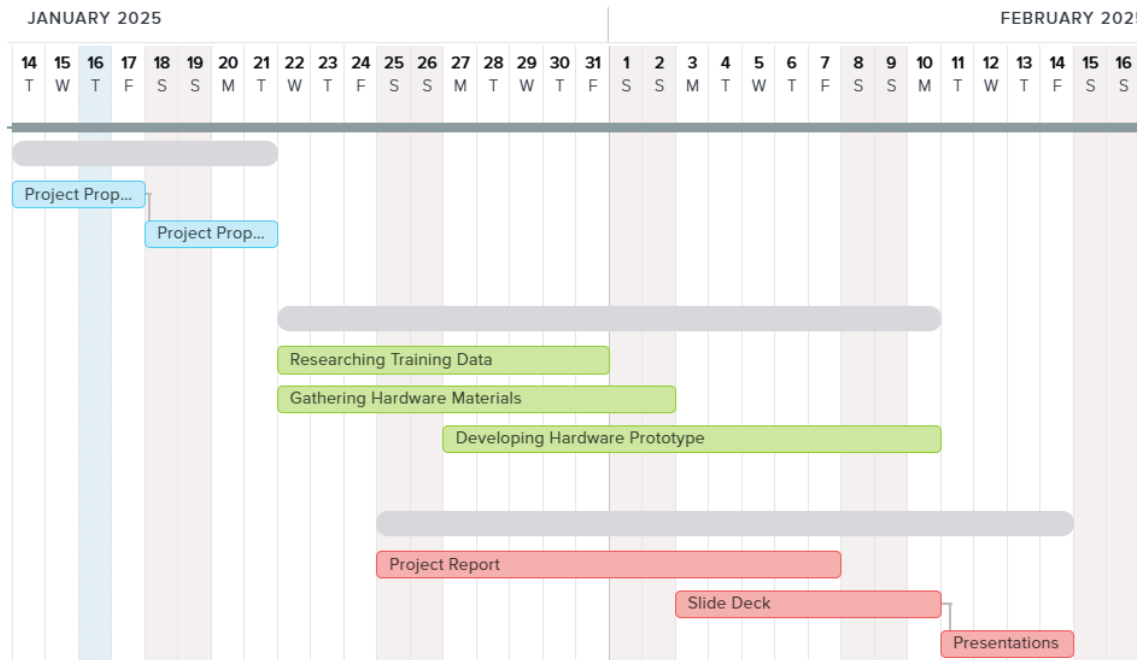 JANUARY 2025 FEBRUARY 202
14 15 16 17 18 19 20 21 22 23 24 25 26 27 28 29 30 31 1 2 3 4 5 6 7 8 9 10 11 12 13 14 15 16
T W T F S S M T W T F S S M T W T F S S M T W T F S S M T W T F S S
Project Prop...
Project Prop...
Researching Training Data
Gathering Hardware Materials
Developing Hardware Prototype
Project Report
Slide Deck
Presentations